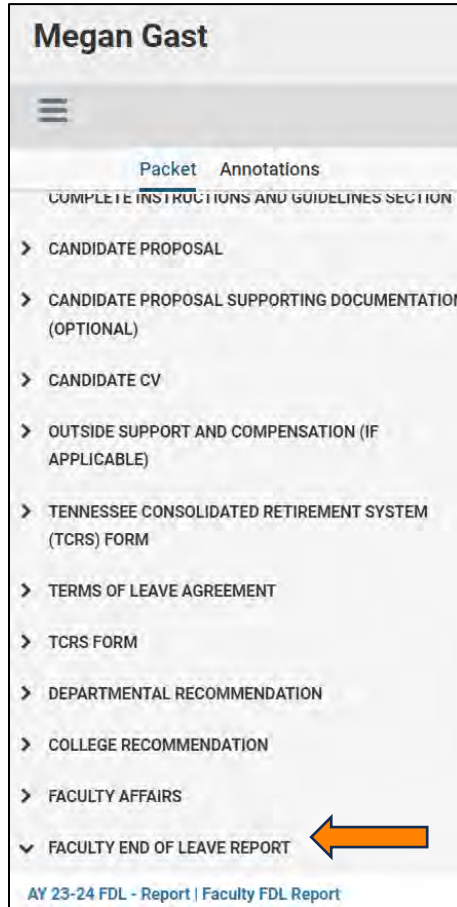 Megan Gast
Packet Annotations
COMPLETE INSTRUCTIONS AND GUIDELINES SECTION
CANDIDATE PROPOSAL
CANDIDATE PROPOSAL SUPPORTING DOCUMENTATION
(OPTIONAL)
CANDIDATE CV
OUTSIDE SUPPORT AND COMPENSATION (IF
APPLICABLE)
TENNESSEE CONSOLIDATED RETIREMENT SYSTEM
(TCRS) FORM
TERMS OF LEAVE AGREEMENT
TCRS FORM
DEPARTMENTAL RECOMMENDATION
COLLEGE RECOMMENDATION
FACULTY AFFAIRS
FACULTY END OF LEAVE REPORT
AY 23-24 FDL - Report | Faculty FDL Report